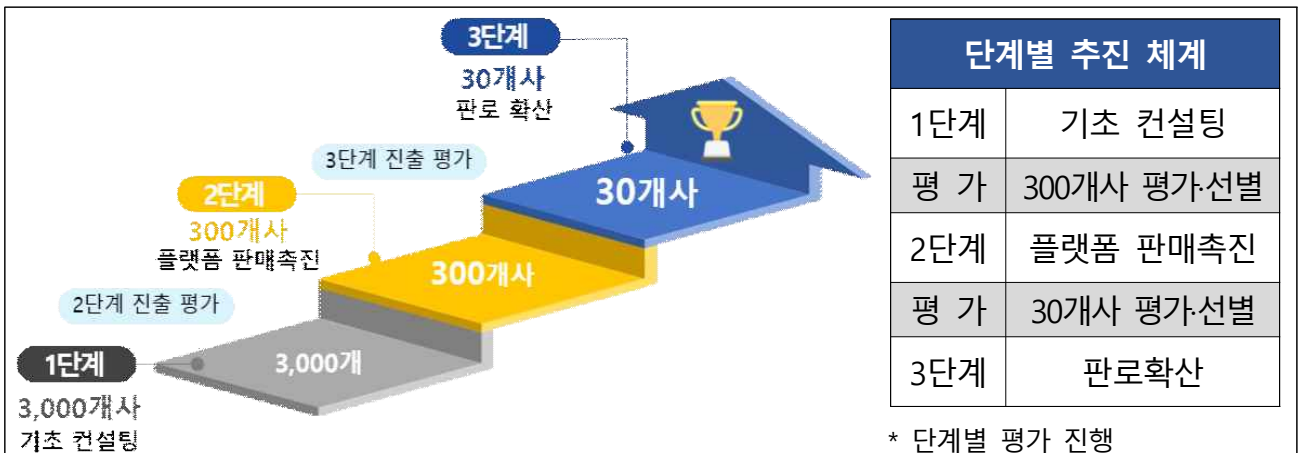 3단계
30개사
판로 확산
3단계 진출 평가
30개사
2단계
300개사
플랫폼 판매촉진
300개사
2단계 진출 평가
1단계
3,000개
3,000개사
기초 컨설팅
단계별 추진 체계
1단계 기초 컨설팅
평 가 300개사 평가·선별
2단계 플랫폼 판매촉진
평 가 30개사 평가·선별
3단계 판로확산
* 단계별 평가 진행